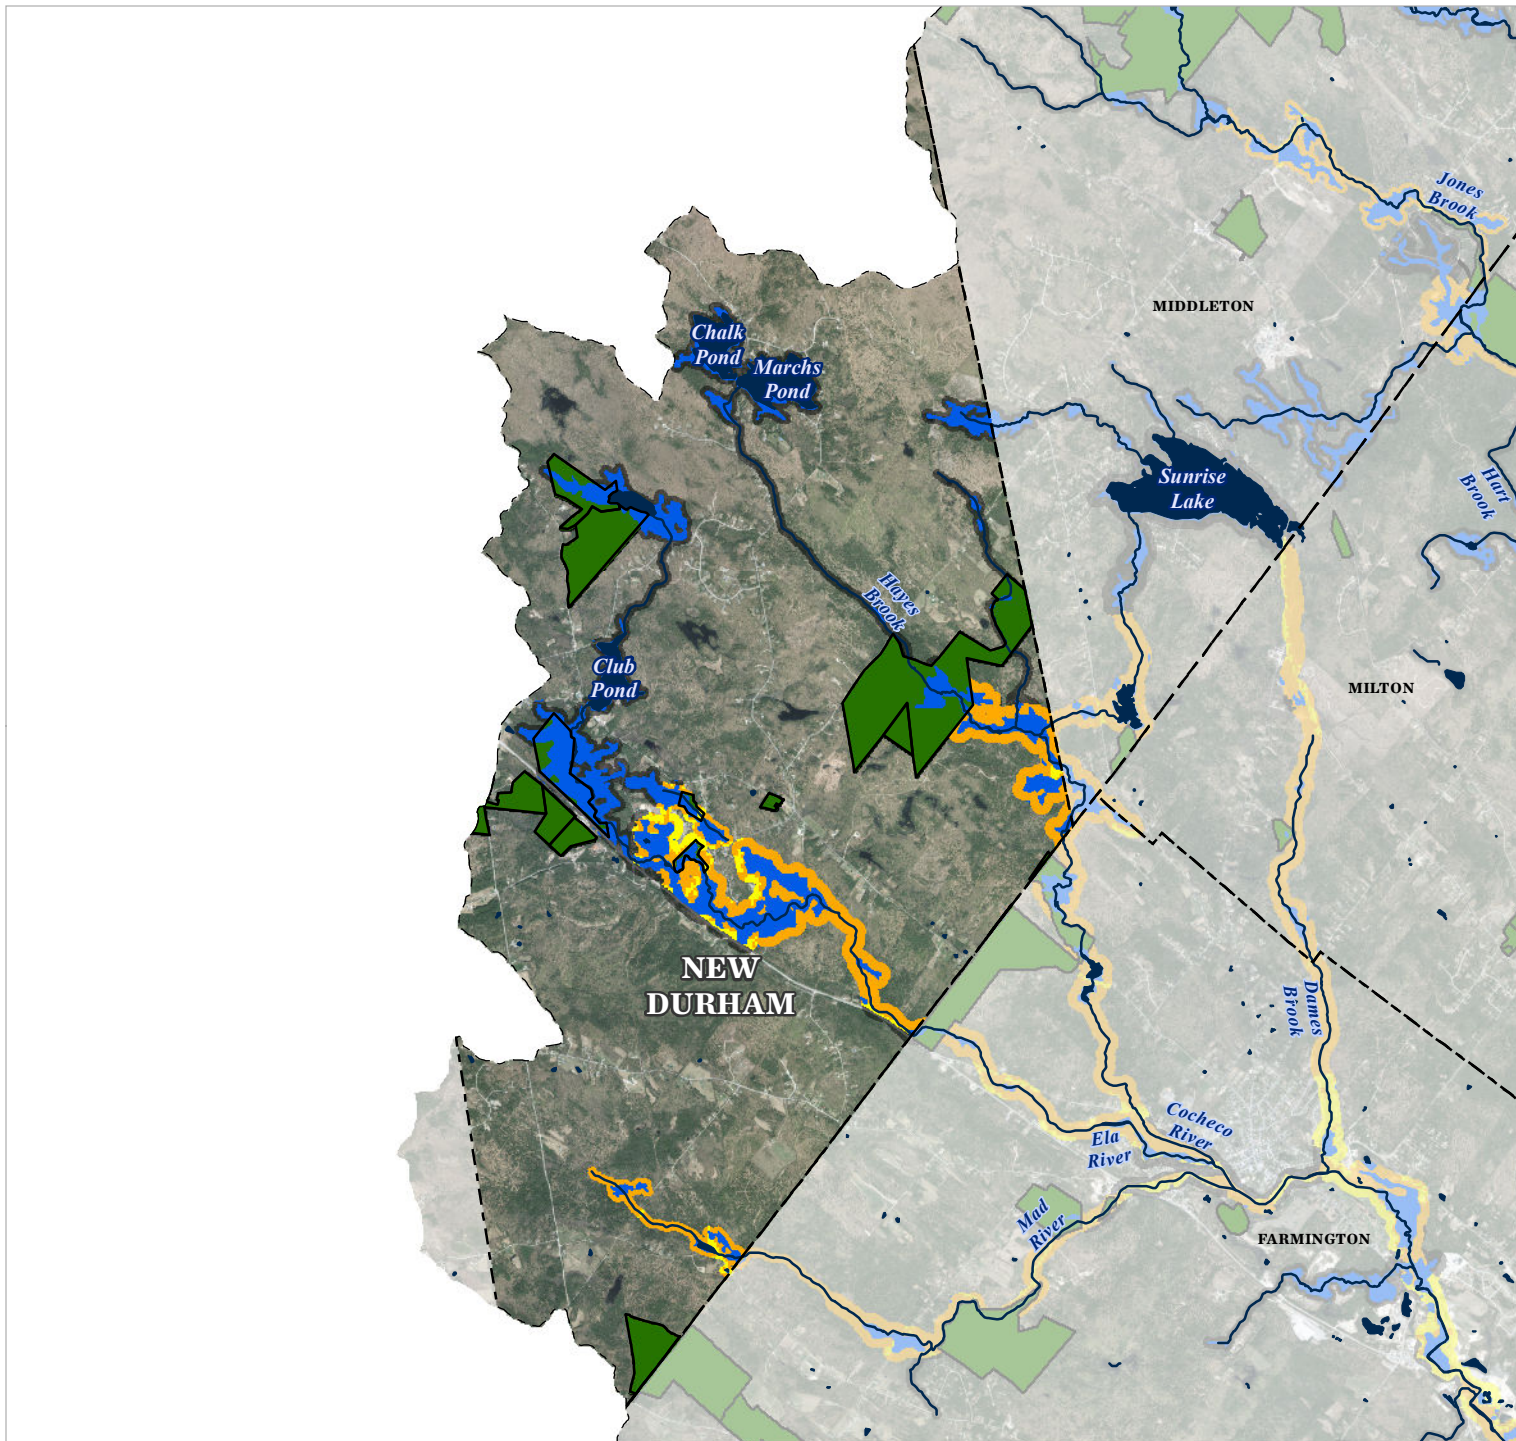 Jones
Brook
MIDDLETON
Chalk
Pond
Marchs
Pond
Sunrise
Lake
Hart
Brook
Hayes
Brook
Club
Pond
MILTON
NEW
DURHAM
Dames
Brook
Cocheco
River
Ela
River
Mad
River
FARMINGTON